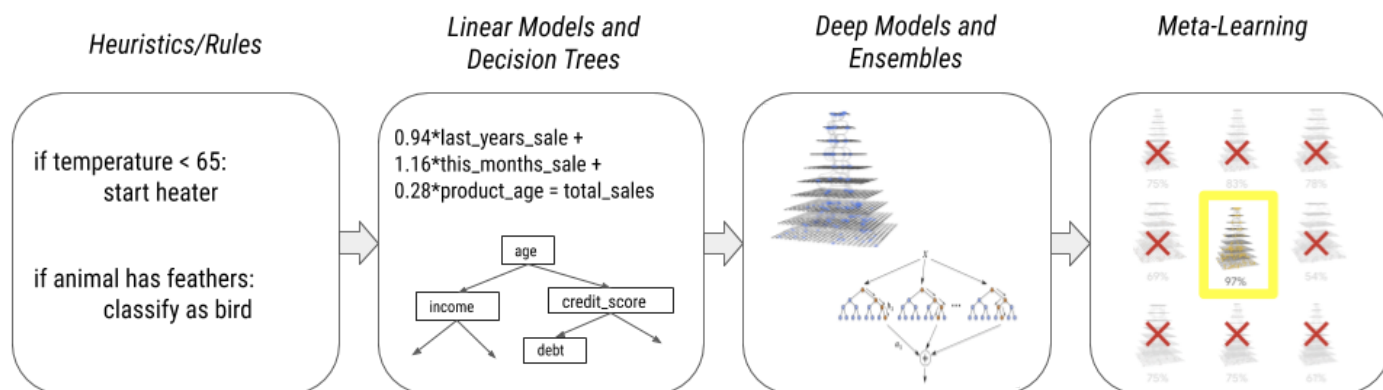 Heuristics/Rules
Linear Models and
Decision Trees
Deep Models and
Ensembles
Meta-Learning
if temperature < 65:
start heater
if animal has feathers:
classify as bird
0.94*last_years_sale +
1.16*this_months_sale +
0.28*product_age = total_sales
age
income
credit_score
debt
X
...
+
75%
83%
78%
69%
97%
54%
75%
75%
61%